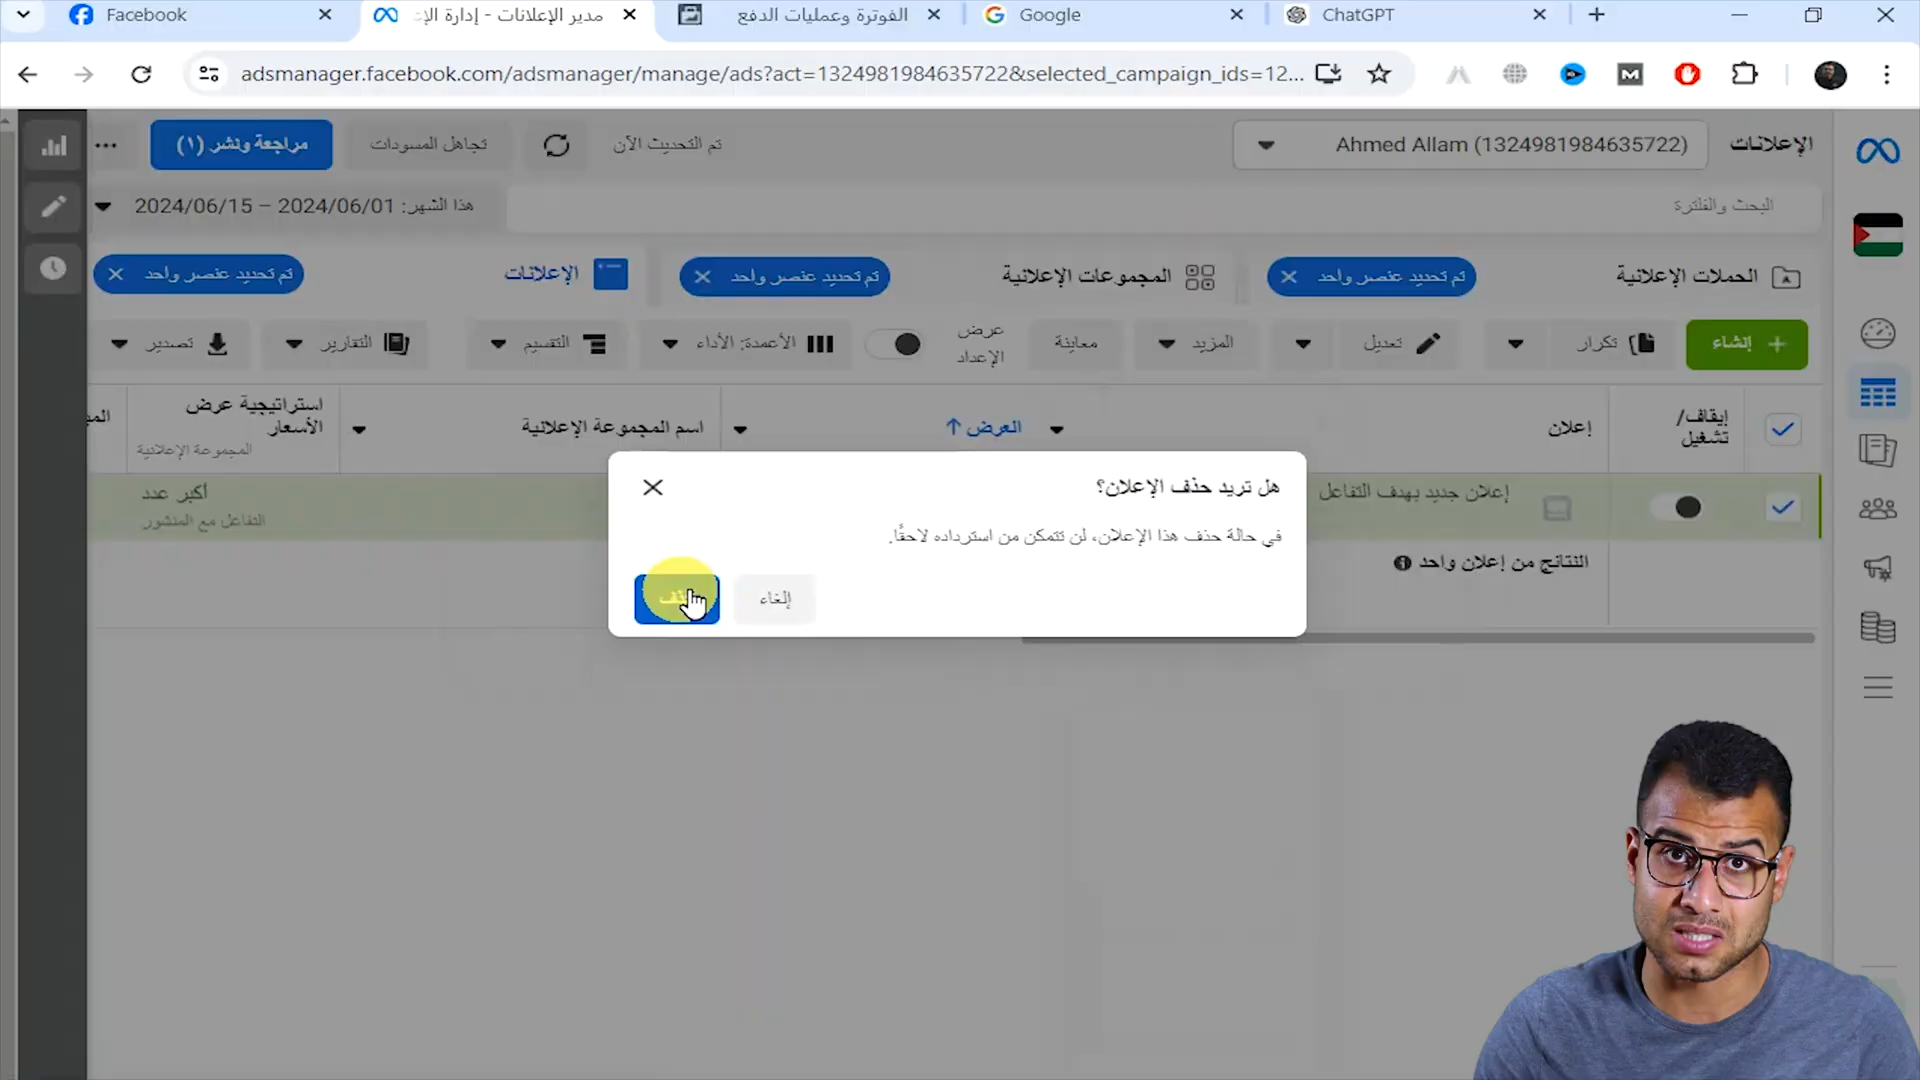 Facebook
مدير الإعلانات - إدارة الإ
الفوترة وعمليات الدفع
Google
ChatGPT
adsmanager.facebook.com/adsmanager/manage/ads?act=1324981984635722&selected_campaign_ids=12...
الإعلانات
Ahmed Allam (1324981984635722)
تم التحديث الآن
تجاهل المسودات
مراجعة ونشر (١)
البحث والفلترة
هذا الشهر: 2024/06/01 – 2024/06/15
الحملات الإعلانية
تم تحديد عنصر واحد
المجموعات الإعلانية
تم تحديد عنصر واحد
الإعلانات
تم تحديد عنصر واحد
إنشاء
تكرار
تعديل
المزيد
معاينة
عرض
الإعداد
الأعمدة: الأداء
التقسيم
التقارير
تصدير
إيقاف/
تشغيل
إعلان
العرض
اسم المجموعة الإعلانية
استراتيجية عرض
الأسعار
المجموعة الإعلانية
المب
إعلان جديد بهدف التفاعل
أكبر عدد
التفاعل مع المنشور
النتائج من إعلان واحد
هل تريد حذف الإعلان؟
في حالة حذف هذا الإعلان، لن تتمكن من استرداده لاحقًا.
إلغاء